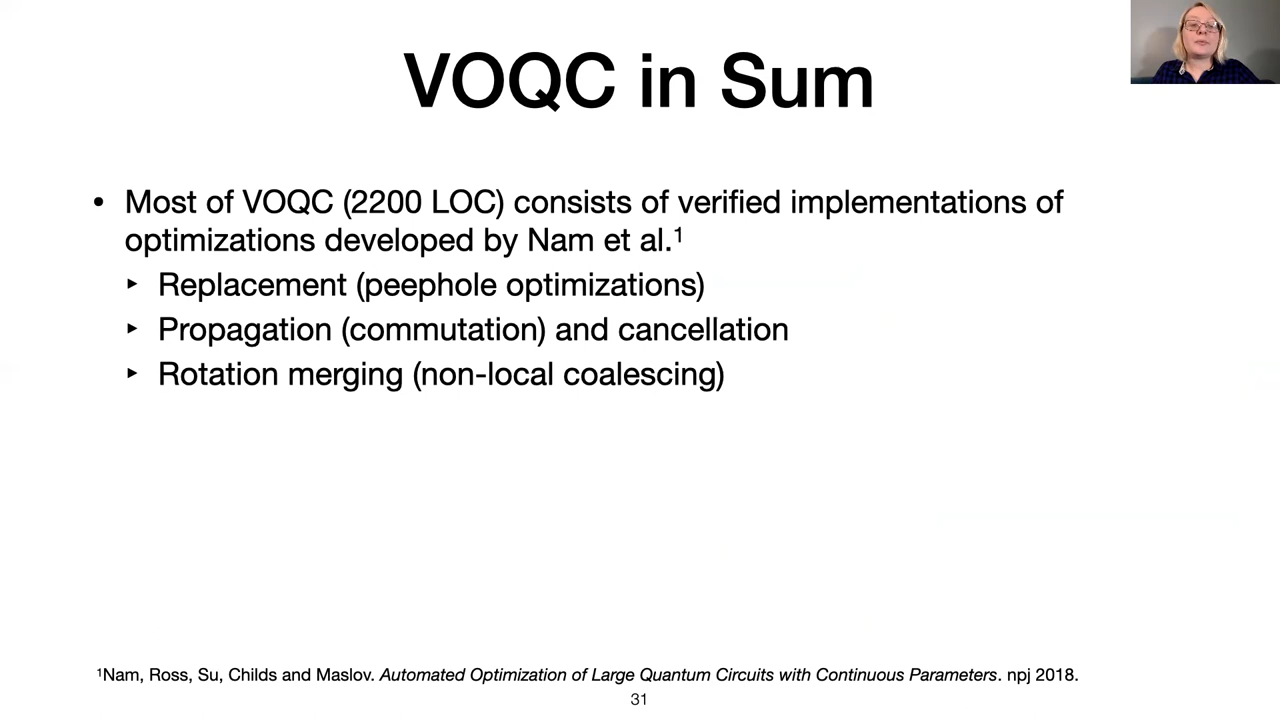 VOQC in Sum
• Most of VOQC (2200 LOC) consists of verified implementations of
optimizations developed by Nam et al.¹
‣ Replacement (peephole optimizations)
‣ Propagation (commutation) and cancellation
‣ Rotation merging (non-local coalescing)
¹Nam, Ross, Su, Childs and Maslov. Automated Optimization of Large Quantum Circuits with Continuous Parameters. npj 2018.
31